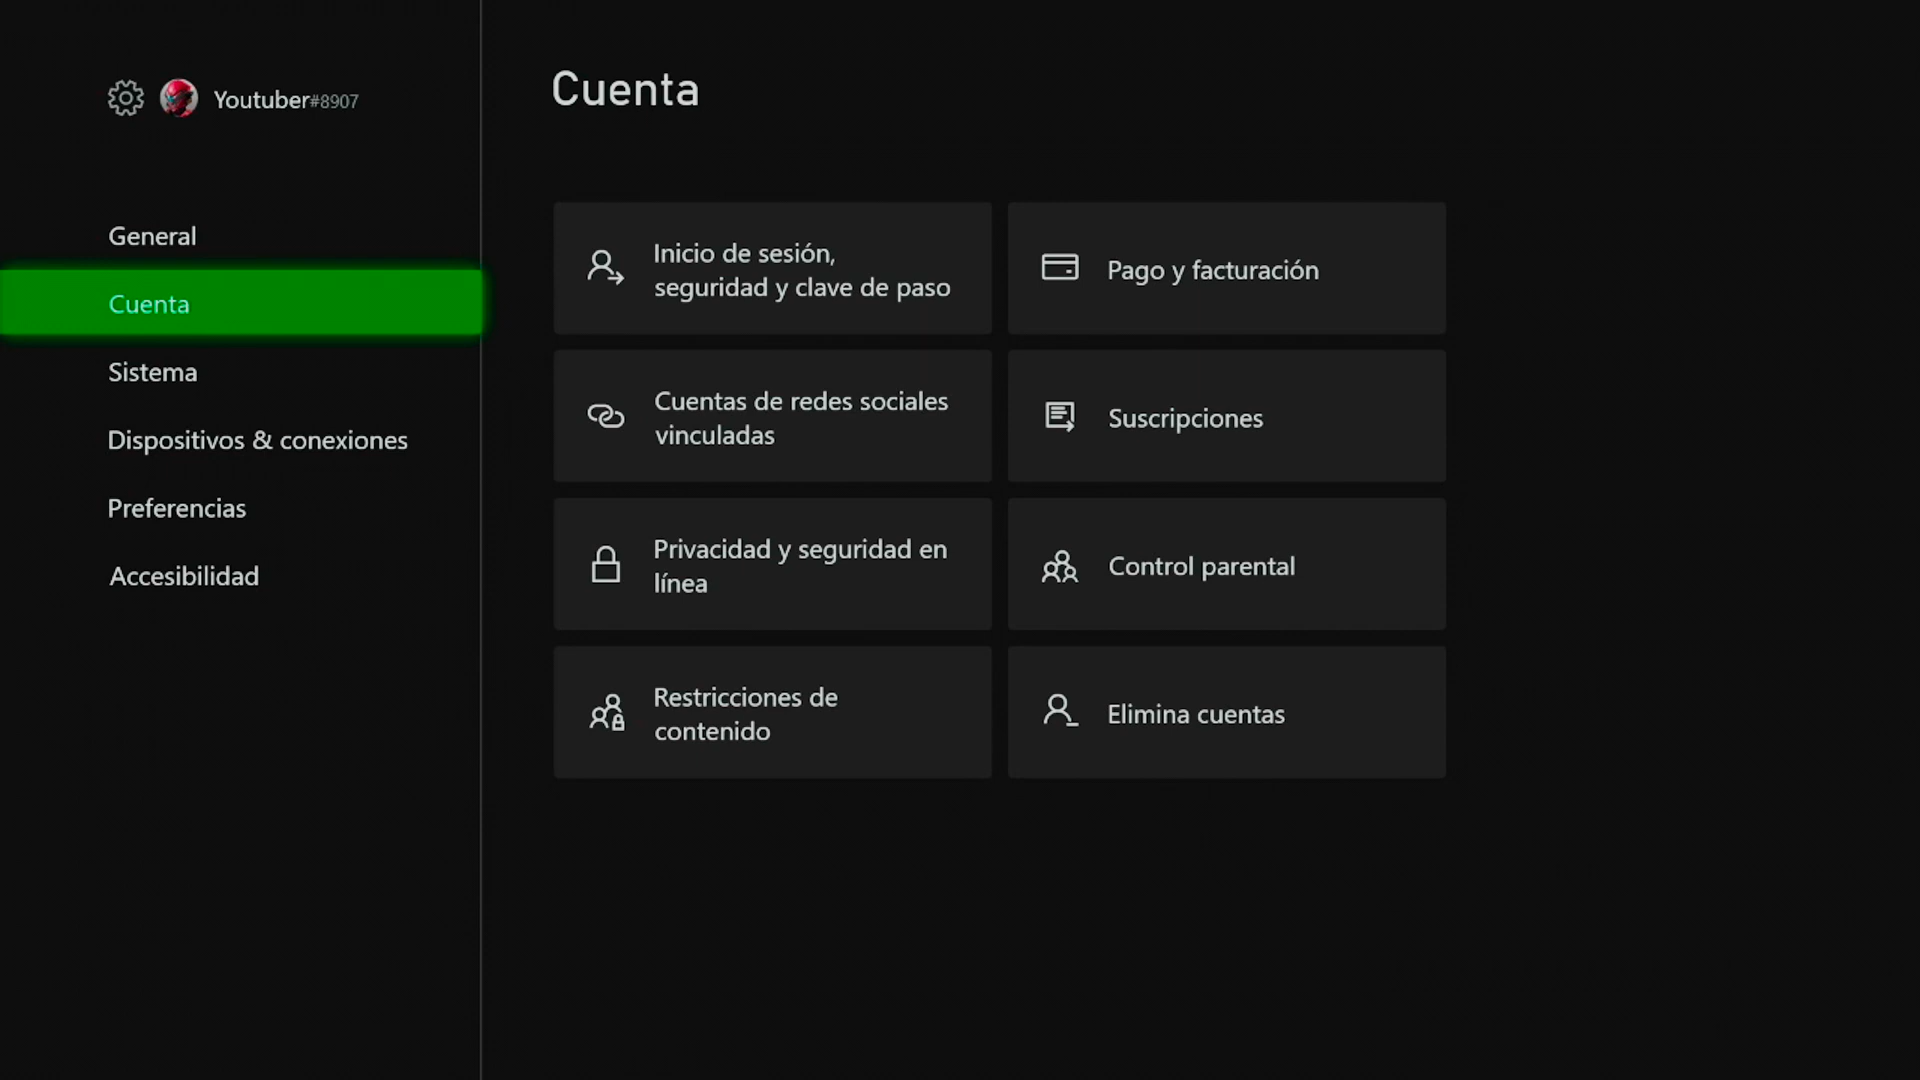 Youtuber#8907
General
Cuenta
Sistema
Dispositivos & conexiones
Preferencias
Accesibilidad
Cuenta
Inicio de sesión,
seguridad y clave de paso
Pago y facturación
Cuentas de redes sociales
vinculadas
Suscripciones
Privacidad y seguridad en
línea
Control parental
Restricciones de
contenido
Elimina cuentas